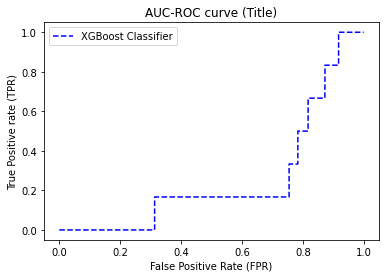 AUC-ROC curve (Title)
XGBoost Classifier
True Positive rate (TPR)
1.0
0.8
0.6
0.4
0.2
0.0
0.0 0.2 0.4 0.6 0.8 1.0
False Positive Rate (FPR)